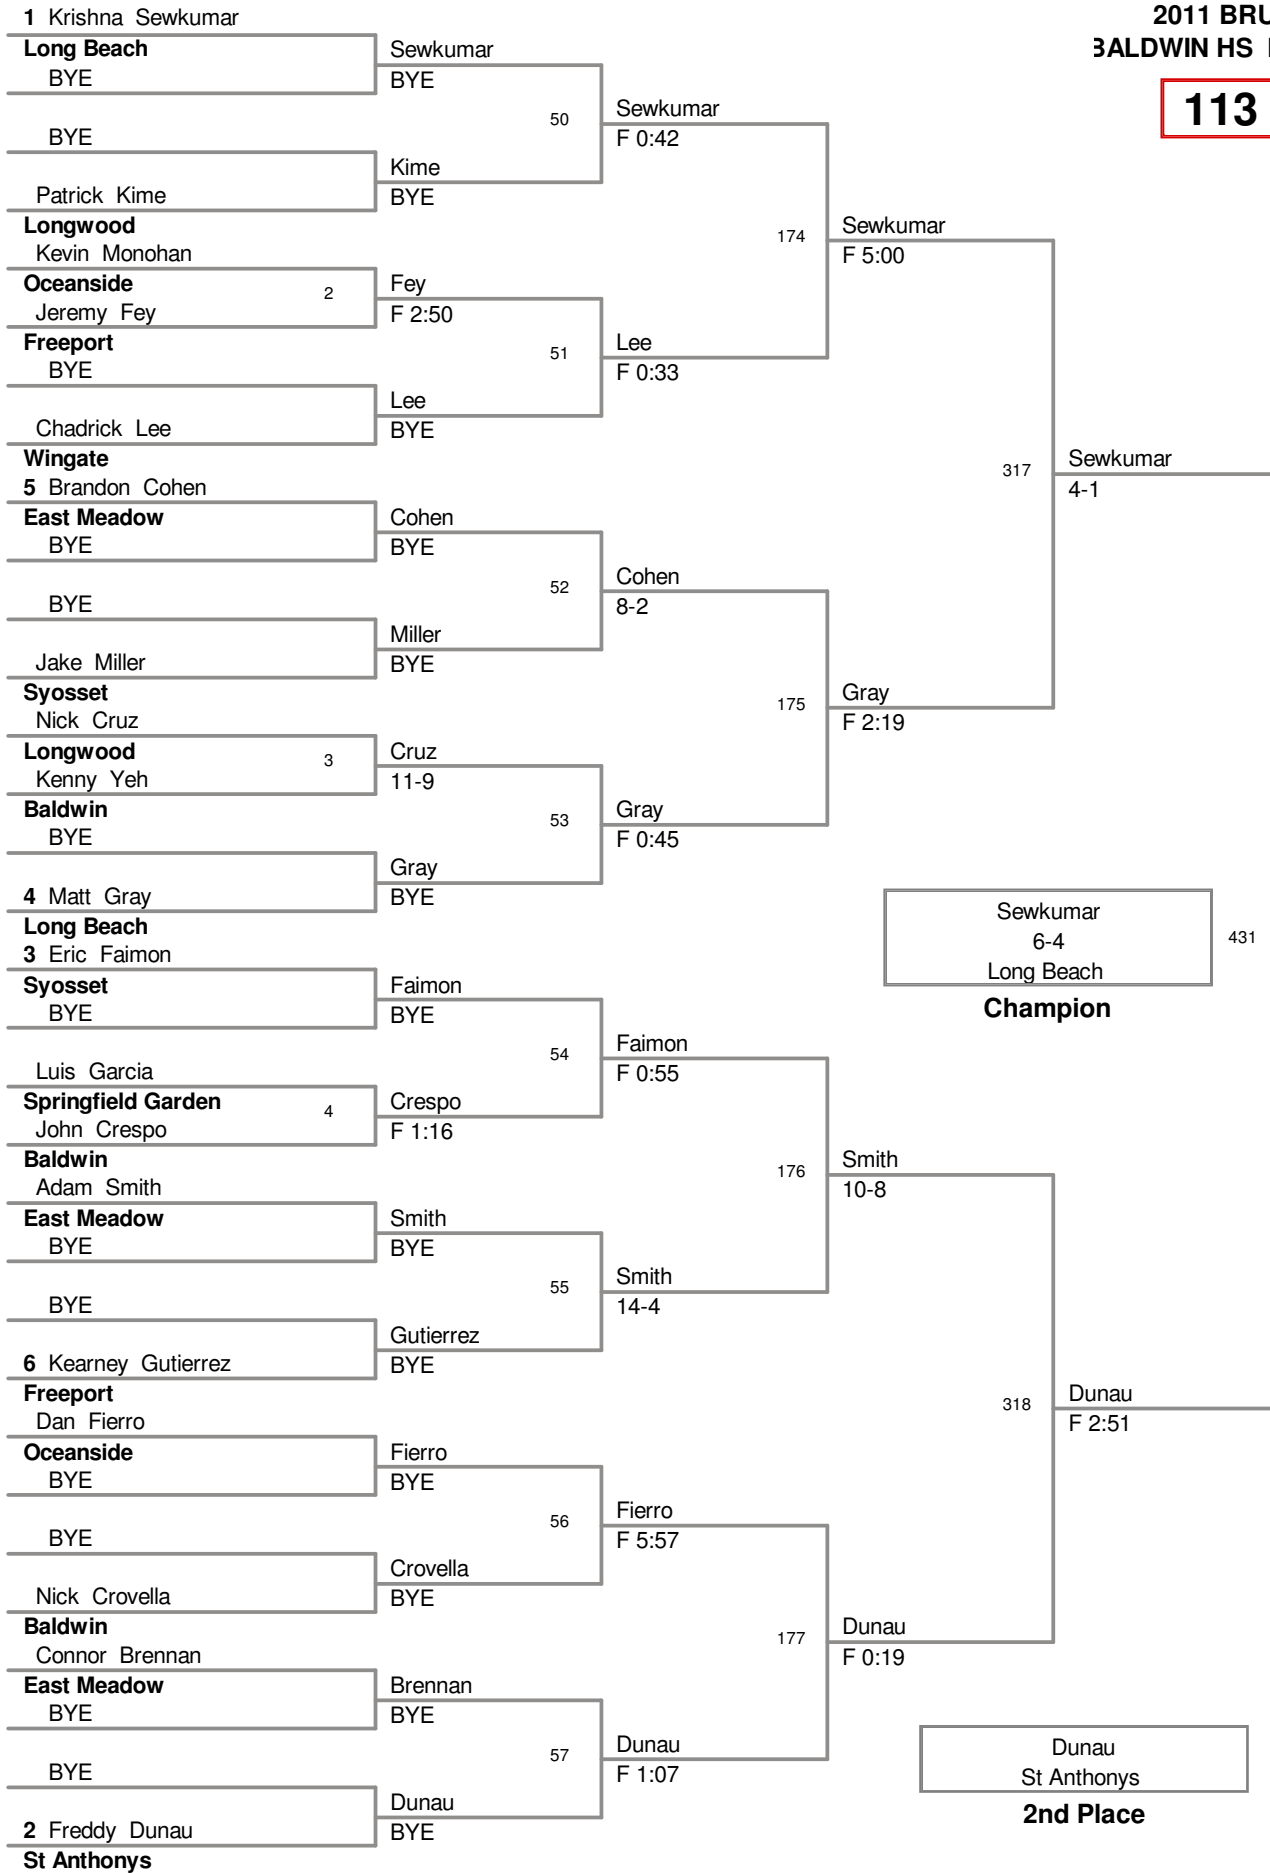 1 Krishna Sewkumar
Long Beach
BYE
BYE
Patrick Kime
Longwood
Kevin Monohan
Oceanside
2
Jeremy Fey
Freeport
BYE
Chadrick Lee
Wingate
5 Brandon Cohen
East Meadow
BYE
BYE
Jake Miller
Syosset
Nick Cruz
Longwood
3
Kenny Yeh
Baldwin
BYE
4 Matt Gray
Long Beach
3 Eric Faimon
Syosset
BYE
Luis Garcia
Springfield Garden
4
John Crespo
Baldwin
Adam Smith
East Meadow
BYE
BYE
6 Kearney Gutierrez
Freeport
Dan Fierro
Oceanside
BYE
BYE
Nick Crovella
Baldwin
Connor Brennan
East Meadow
BYE
BYE
2 Freddy Dunau
St Anthonys
Sewkumar
BYE
50
Kime
BYE
Fey
F 2:50
51
Lee
BYE
Cohen
BYE
52
Miller
BYE
Cruz
11-9
53
Gray
BYE
Faimon
BYE
54
Crespo
F 1:16
Smith
BYE
55
Gutierrez
BYE
Fierro
BYE
56
Crovella
BYE
Brennan
BYE
57
Dunau
BYE
Sewkumar
F 0:42
174
Lee
F 0:33
Cohen
8-2
175
Gray
F 0:45
Faimon
F 0:55
176
Smith
14-4
Fierro
F 5:57
177
Dunau
F 1:07
Sewkumar
F 5:00
317
Gray
F 2:19
Smith
10-8
318
Dunau
F 0:19
2011 BRU
BALDWIN HS
113
Sewkumar
4-1
Sewkumar
6-4
Long Beach
431
Champion
Dunau
F 2:51
Dunau
St Anthonys
2nd Place